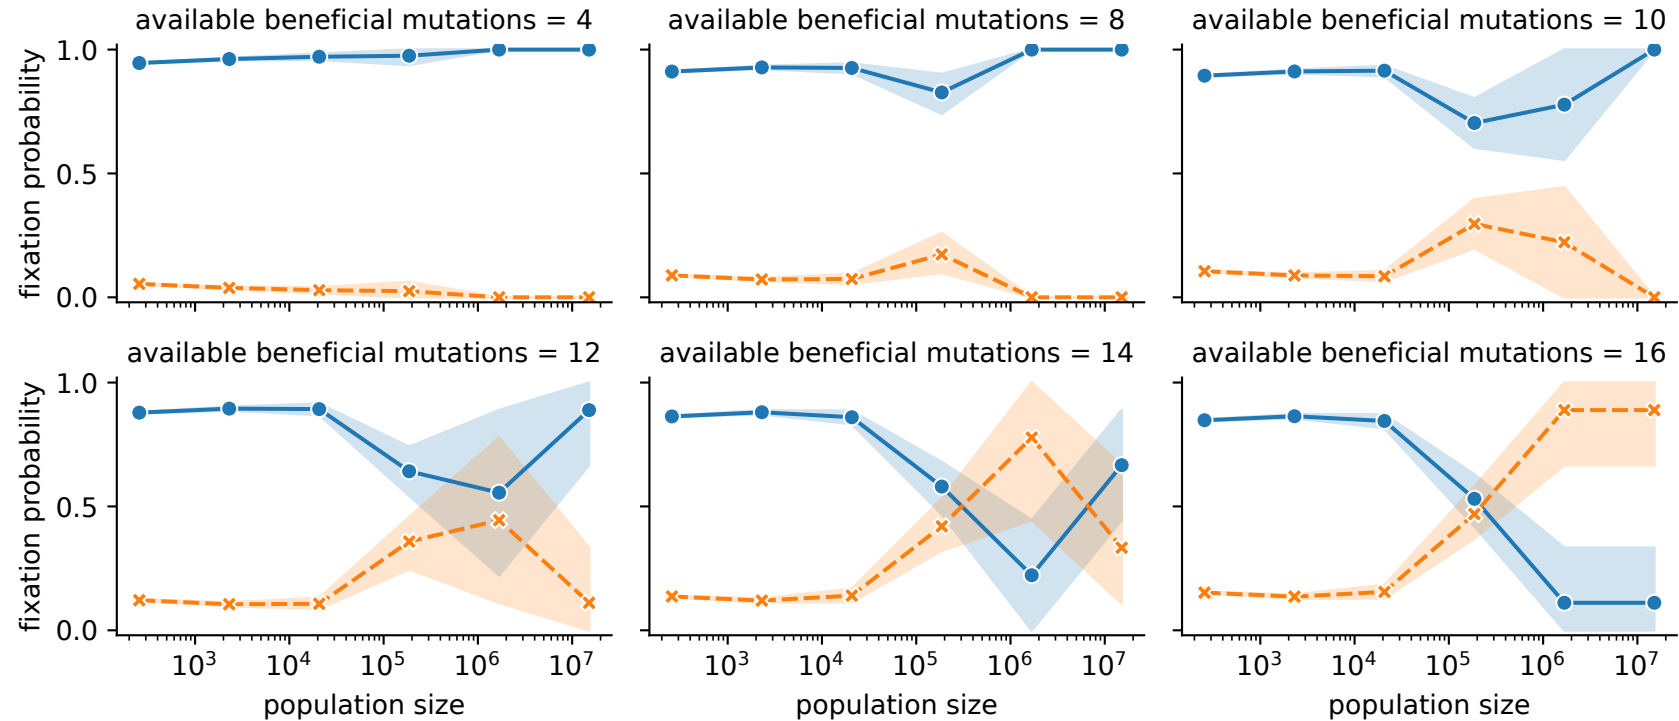 available beneficial mutations = 4
available beneficial mutations = 8
available beneficial mutations = 10
fixation probability
1.0
0.5
0.0
available beneficial mutations = 12
available beneficial mutations = 14
available beneficial mutations = 16
fixation probability
1.0
0.5
0.0
10³ 10⁴ 10⁵ 10⁶ 10⁷
10³ 10⁴ 10⁵ 10⁶ 10⁷
10³ 10⁴ 10⁵ 10⁶ 10⁷
population size
population size
population size